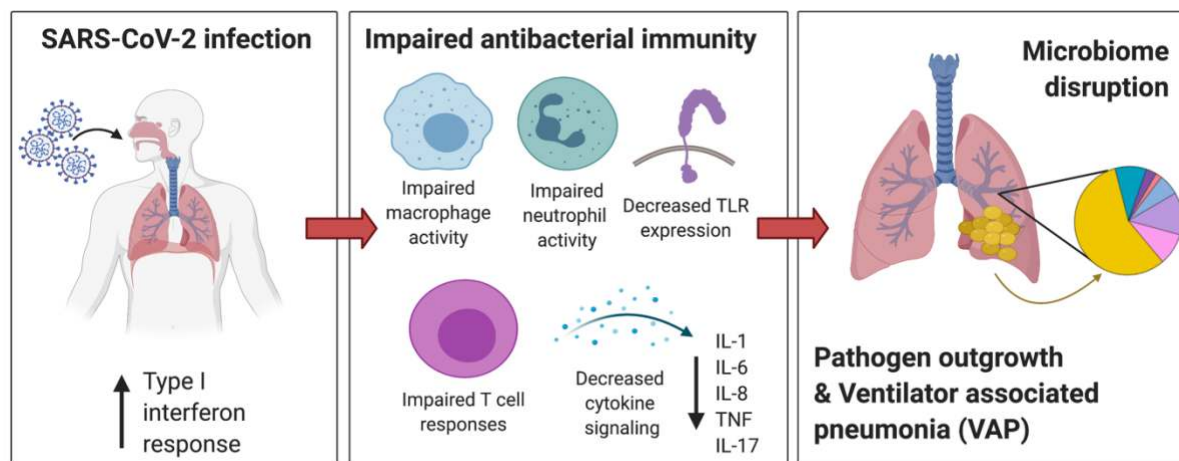 SARS-CoV-2 infection
Type I
interferon
response
Impaired antibacterial immunity
Impaired
macrophage
activity
Impaired
neutrophil
activity
Decreased TLR
expression
Impaired T cell
responses
Decreased
cytokine
signaling
IL-1
IL-6
IL-8
TNF
IL-17
Microbiome
disruption
Pathogen outgrowth
& Ventilator associated
pneumonia (VAP)